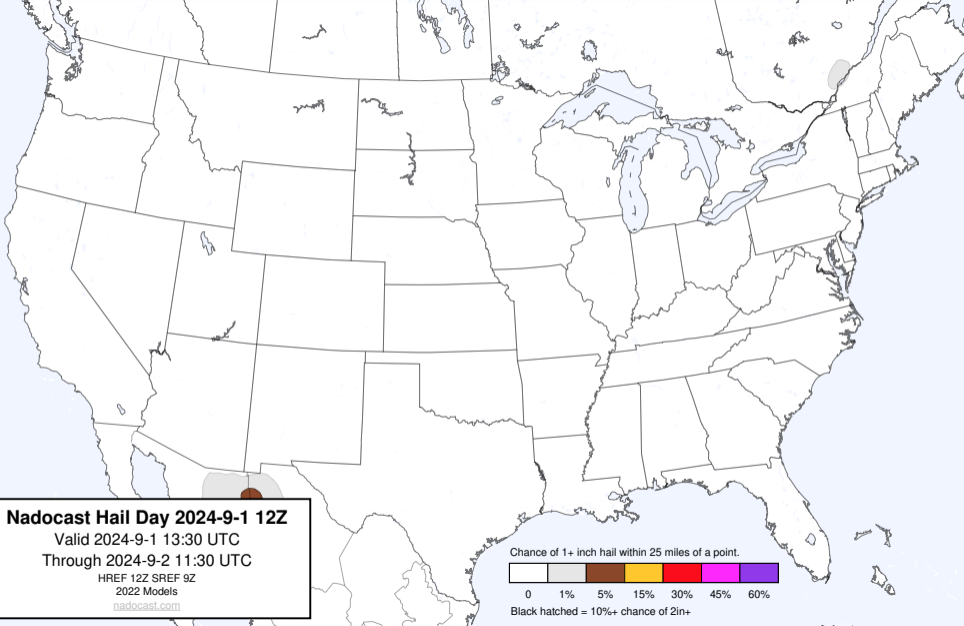 Nadocast Hail Day 2024-9-1 12Z
Valid 2024-9-1 13:30 UTC
Through 2024-9-2 11:30 UTC
HREF 12Z SREF 9Z
2022 Models
nadocast.com
Chance of 1+ inch hail within 25 miles of a point.
0 1% 5% 15% 30% 45% 60%
Black hatched = 10%+ chance of 2in+